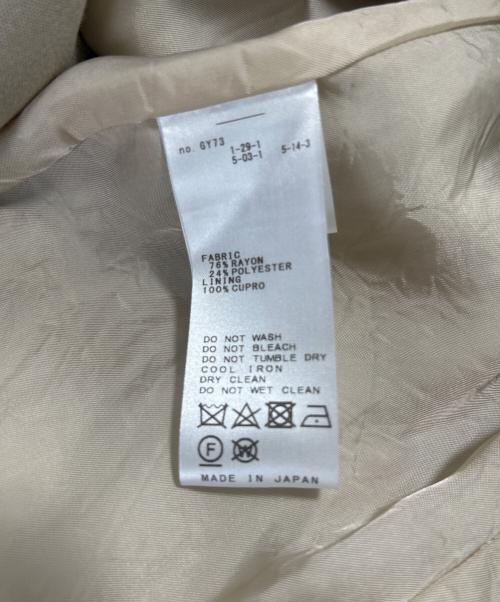 no. GY73 1-29-1 5-14-3
5-03-1
FABRIC
76% RAYON
24% POLYESTER
LINING
100% CUPRO
DO NOT WASH
DO NOT BLEACH
DO NOT TUMBLE DRY
COOL IRON
DRY CLEAN
DO NOT WET CLEAN
F W
MADE IN JAPAN